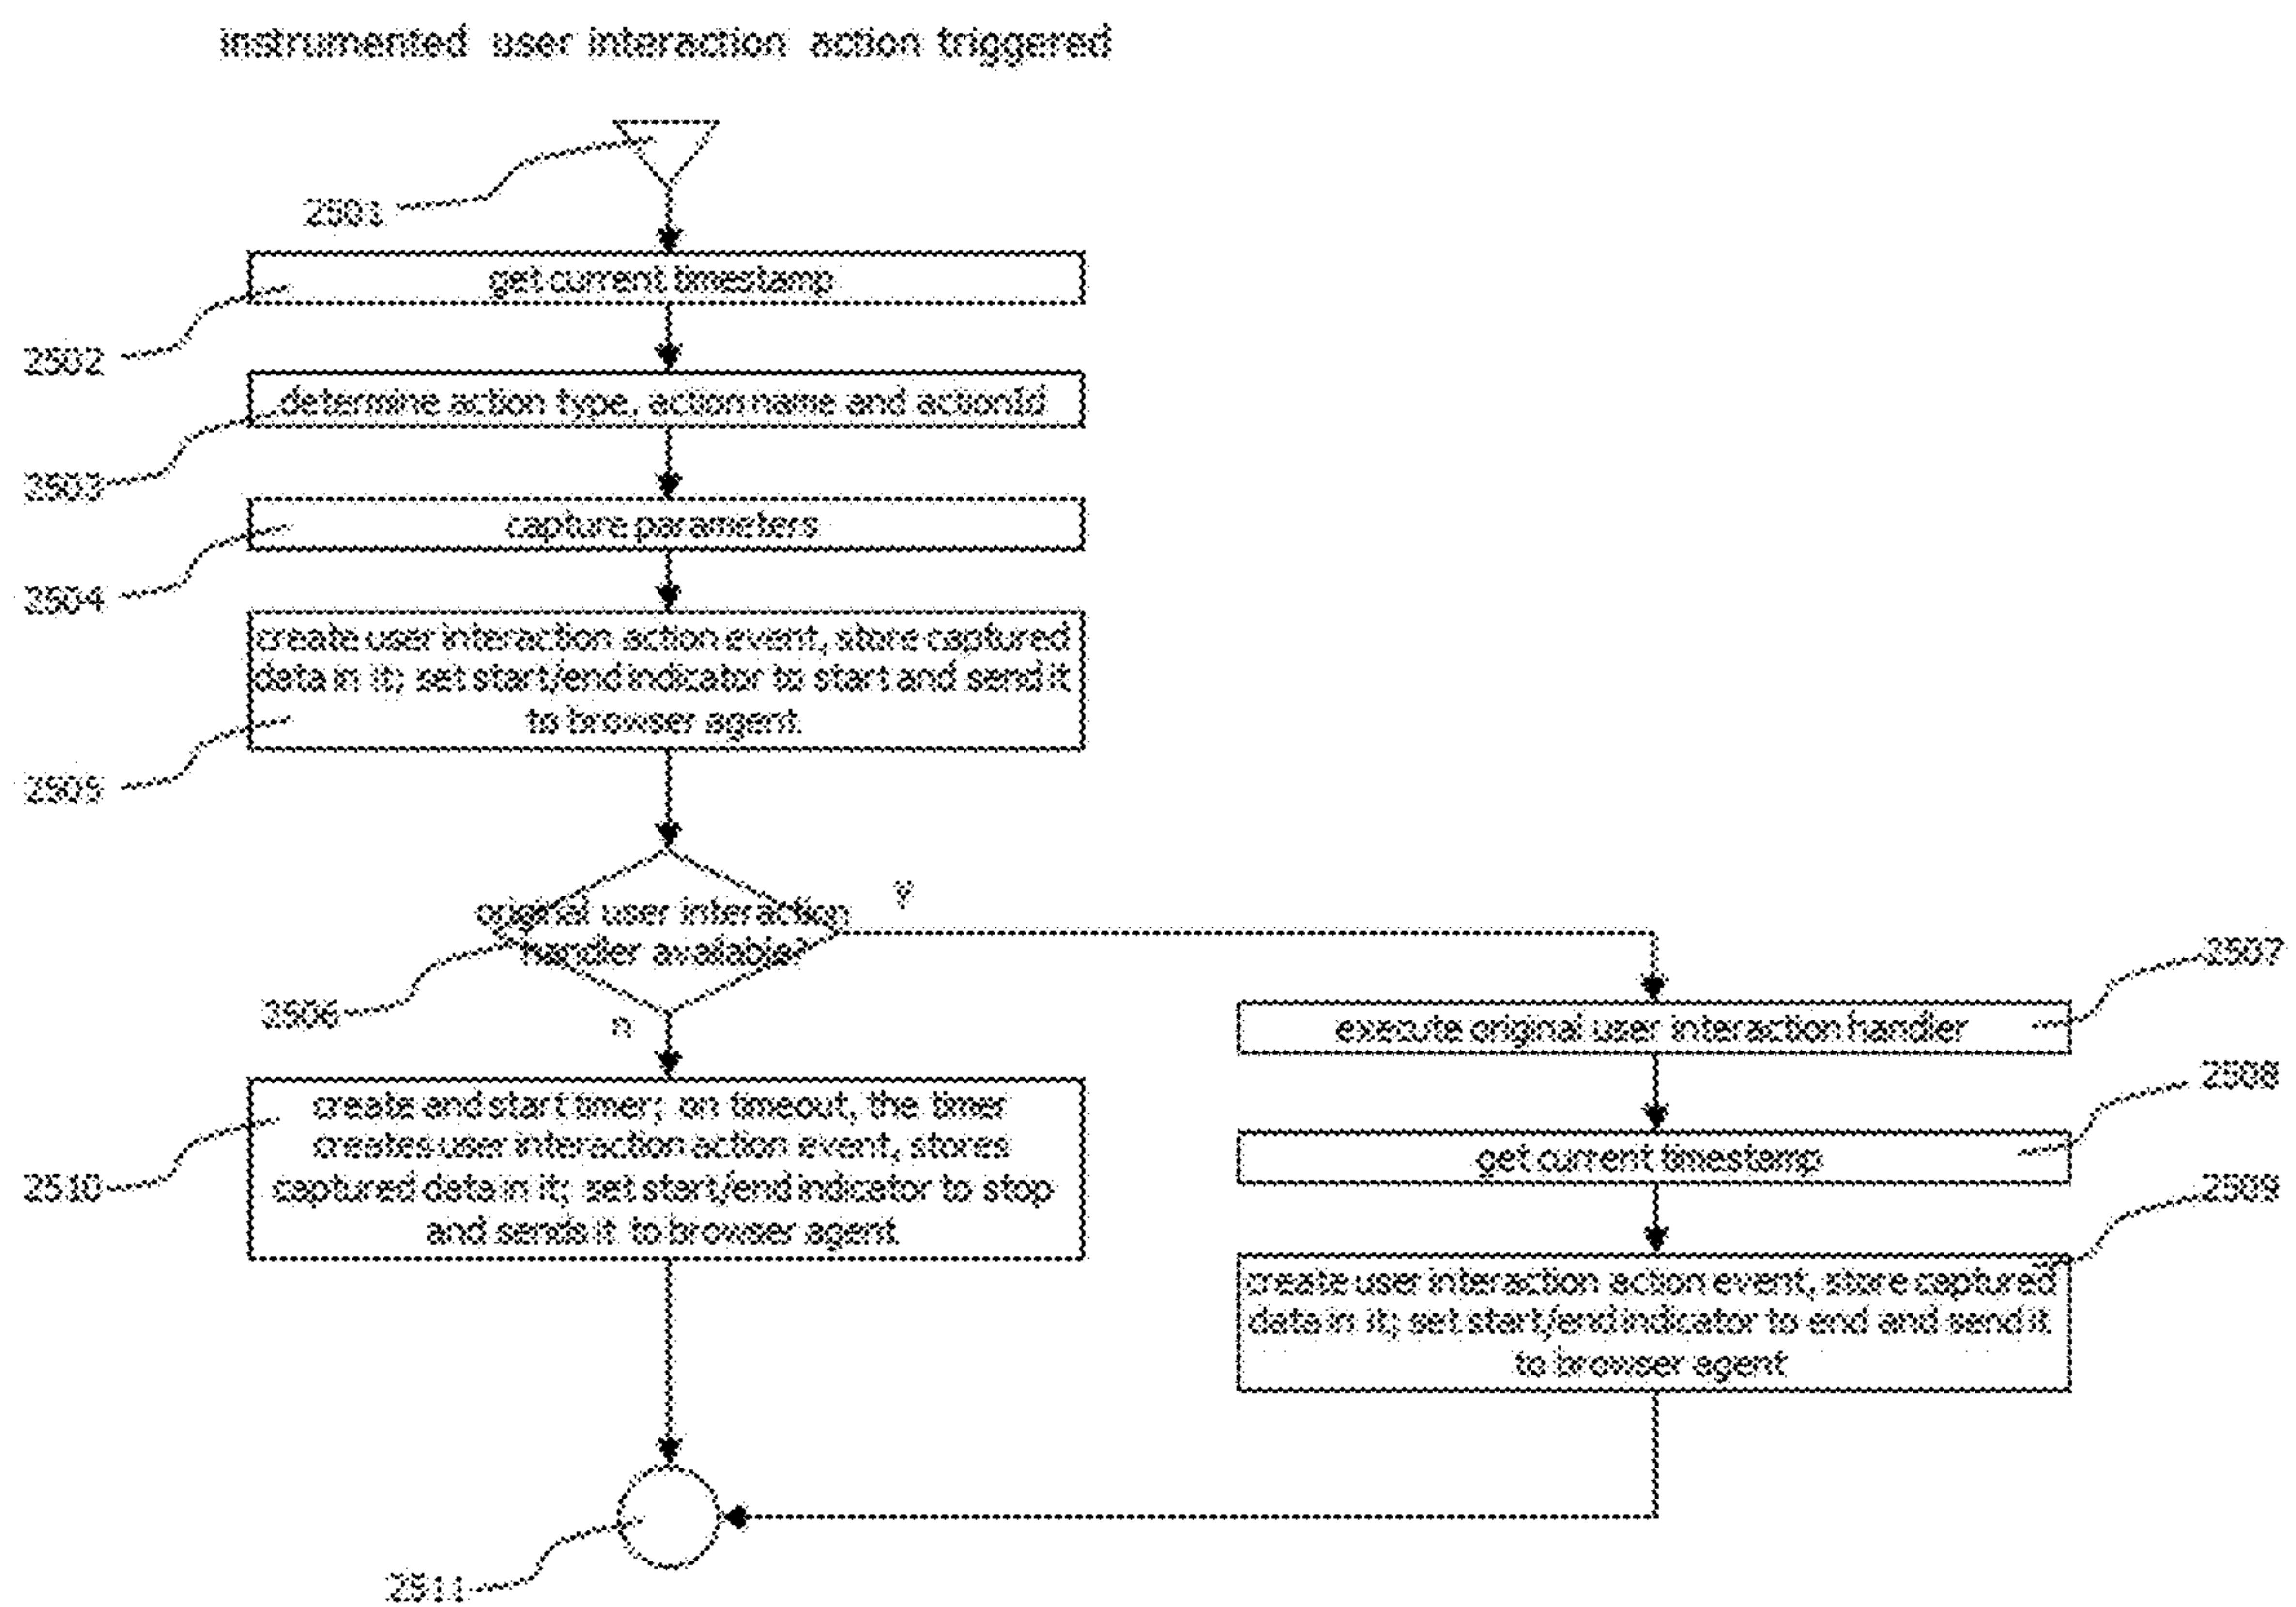 instrumented user interaction action triggered
2501
get current timestamp
2502
determine action type, action name and actionId
2503
capture parameters
2504
create user interaction action event, store captured
data in it; set start/end indicator to start and send it
to browser agent
2505
y
original user interaction
handler available?
2506
n
2507
execute original user interaction handler
2508
get current timestamp
2509
create user interaction action event, store captured
data in it; set start/end indicator to end and send it
to browser agent
create and start timer; on timeout, the timer
creates user interaction action event, stores
captured data in it; set start/end indicator to stop
and sends it to browser agent
2510
2511